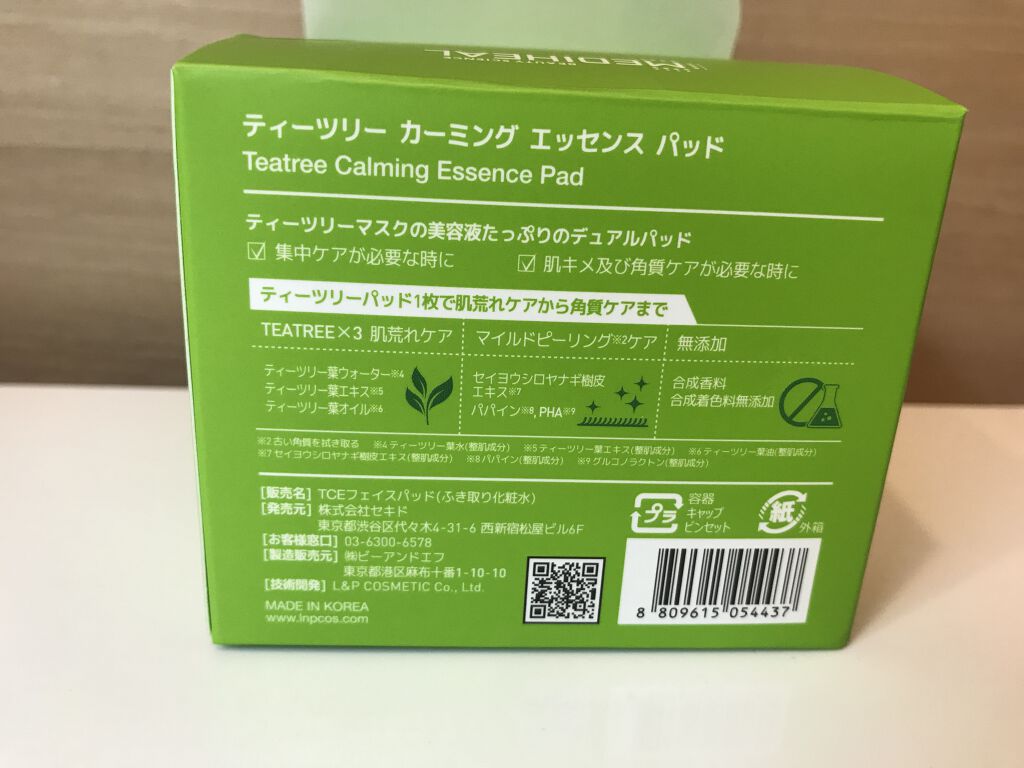 MEDIHEAL
ティーツリー カーミング エッセンス パッド
Teatree Calming Essence Pad
ティーツリーマスクの美容液たっぷりのデュアルパッド
集中ケアが必要な時に
肌キメ及び角質ケアが必要な時に
ティーツリーパッド1枚で肌荒れケアから角質ケアまで
TEATREE×3 肌荒れケア
ティーツリー葉ウォーター※4
ティーツリー葉エキス※5
ティーツリー葉オイル※6
マイルドピーリング※2ケア
セイヨウシロヤナギ樹皮
エキス※7
パパイン※8, PHA※9
無添加
合成香料
合成着色料無添加
※2 古い角質を拭き取る ※4 ティーツリー葉水(整肌成分) ※5 ティーツリー葉エキス(整肌成分) ※6 ティーツリー葉油(整肌成分)
※7 セイヨウシロヤナギ樹皮エキス(整肌成分) ※8 パパイン(整肌成分) ※9 グルコノラクトン(整肌成分)
[販売名] TCEフェイスパッド(ふき取り化粧水)
[発売元] 株式会社セキド
東京都渋谷区代々木4-31-6 西新宿松屋ビル6F
[お客様窓口] 03-6300-6578
[製造販売元] ㈱ビーアンドエフ
東京都港区麻布十番1-10-10
[技術開発] L&P COSMETIC Co., Ltd.
MADE IN KOREA
www.lnpcos.com
プラ
容器
キャップ
ピンセット
紙
外箱
8 809615 054437